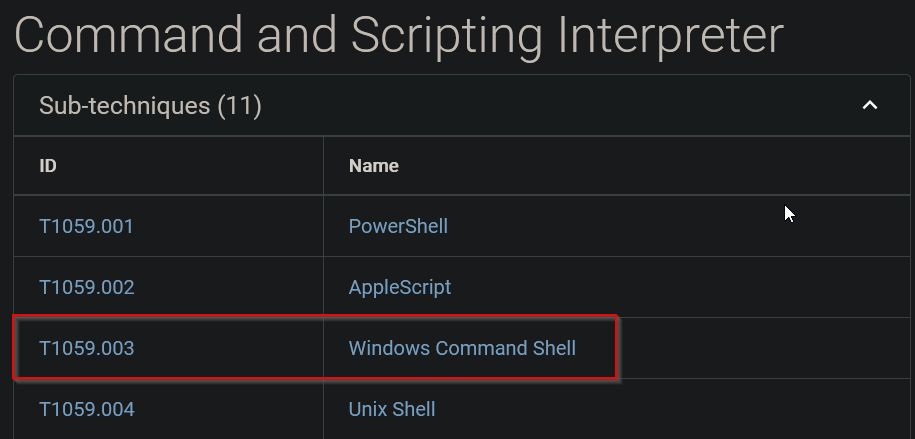 Command and Scripting Interpreter
Sub-techniques (11)
ID Name
T1059.001 PowerShell
T1059.002 AppleScript
T1059.003 Windows Command Shell
T1059.004 Unix Shell